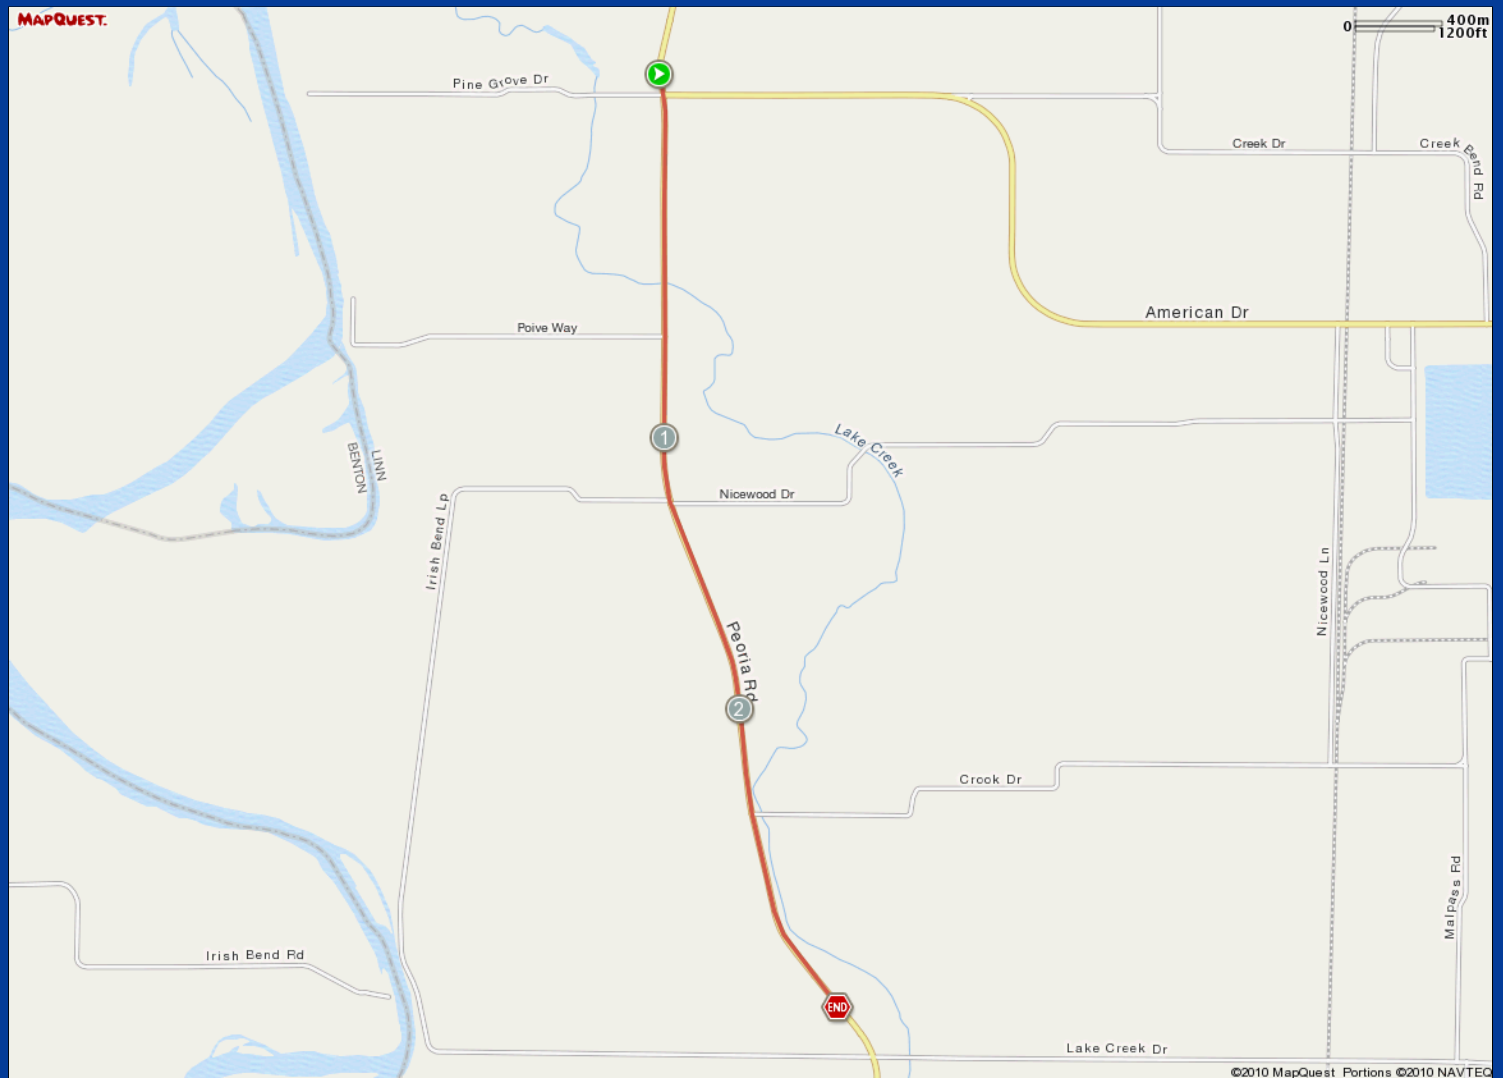 MAPQUEST.
0 400m
1200ft
Pine Grove Dr
Creek Dr
Creek Bend Rd
American Dr
Poive Way
1
Lake Creek
LINN
BENTON
Nicewood Dr
Irish Bend Lp
Nicewood Ln
Peoria Rd
2
Crook Dr
Malpass Rd
Irish Bend Rd
END
Lake Creek Dr
©2010 MapQuest Portions ©2010 NAVTEQ